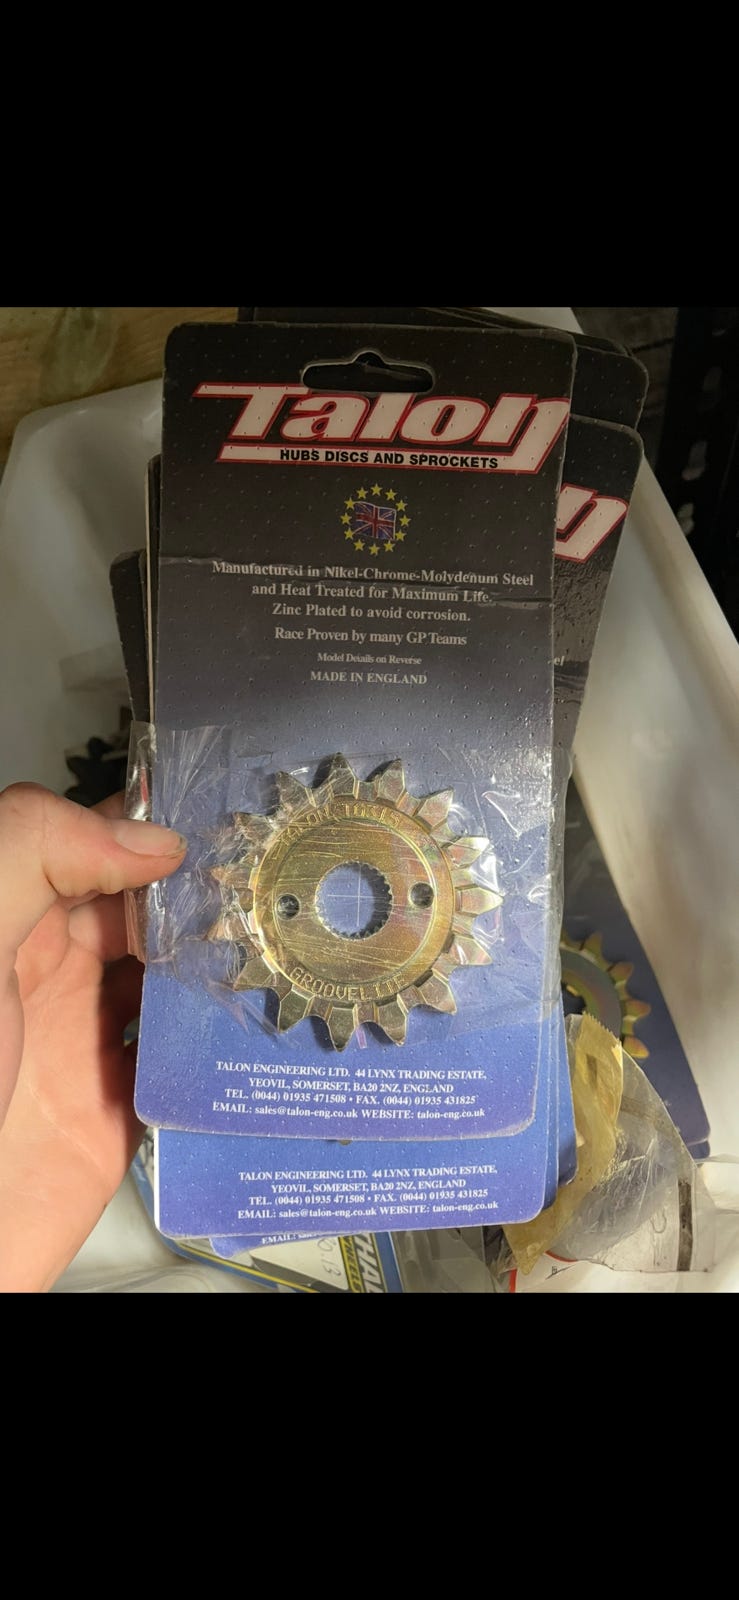 Talon
HUBS DISCS AND SPROCKETS
Manufactured in Nikel-Chrome-Molydenum Steel
and Heat Treated for Maximum Life.
Zinc Plated to avoid corrosion.
Race Proven by many GP Teams
Model Details on Reverse
MADE IN ENGLAND
on
el
TALON
GROOVELITE
TALON ENGINEERING LTD. 44 LYNX TRADING ESTATE,
YEOVIL, SOMERSET, BA20 2NZ, ENGLAND
TEL. (0044) 01935 471508 • FAX. (0044) 01935 431825
EMAIL: sales@talon-eng.co.uk WEBSITE: talon-eng.co.uk
TALON ENGINEERING LTD. 44 LYNX TRADING ESTATE,
YEOVIL, SOMERSET, BA20 2NZ, ENGLAND
TEL. (0044) 01935 471508 • FAX. (0044) 01935 431825
EMAIL: sales@talon-eng.co.uk WEBSITE: talon-eng.co.uk
EMAIL: